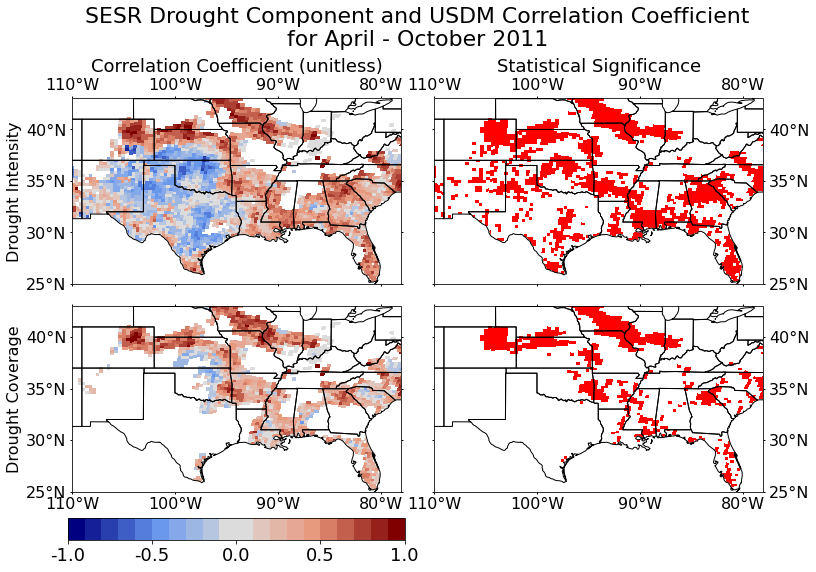 SESR Drought Component and USDM Correlation Coefficient
for April - October 2011
Correlation Coefficient (unitless)
Statistical Significance
110°W 100°W 90°W 80°W 110°W 100°W 90°W 80°W
Drought Intensity
40°N 40°N
35°N 35°N
30°N 30°N
25°N 25°N
Drought Coverage
40°N 40°N
35°N 35°N
30°N 30°N
25°N 25°N
110°W 100°W 90°W 80°W 110°W 100°W 90°W 80°W
-1.0 -0.5 0.0 0.5 1.0